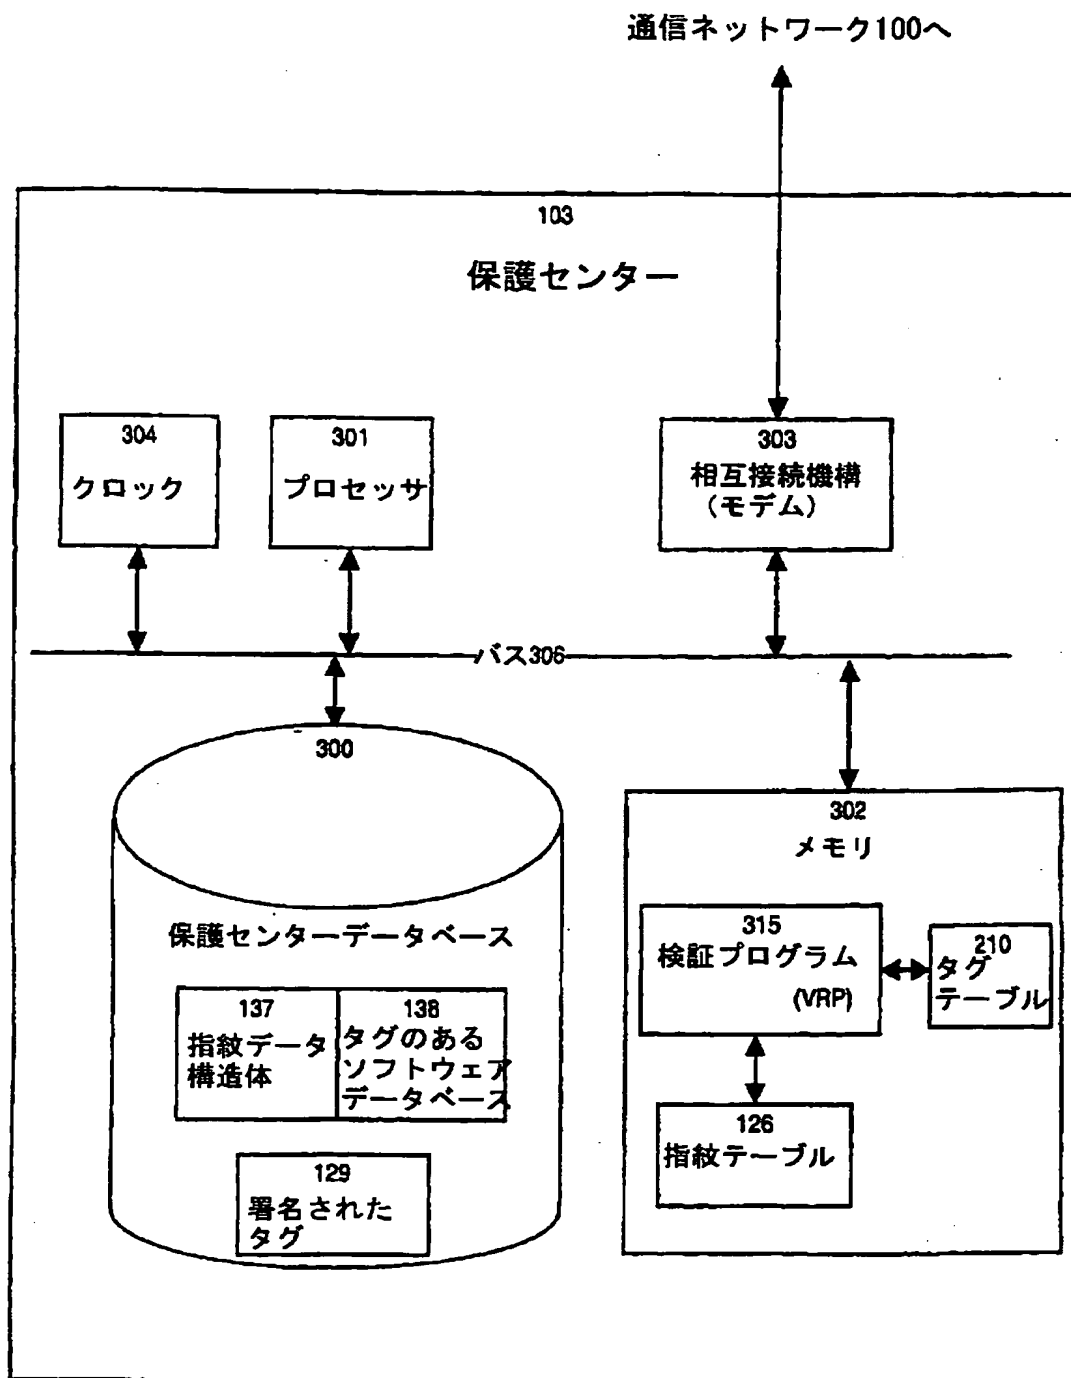 通信ネットワーク100へ
103
保護センター
304
クロック
301
プロセッサ
303
相互接続機構
(モデム)
バス306
300
保護センターデータベース
137
指紋データ
構造体
138
タグのある
ソフトウェア
データベース
129
署名された
タグ
302
メモリ
315
検証プログラム
(VRP)
210
タグ
テーブル
126
指紋テーブル